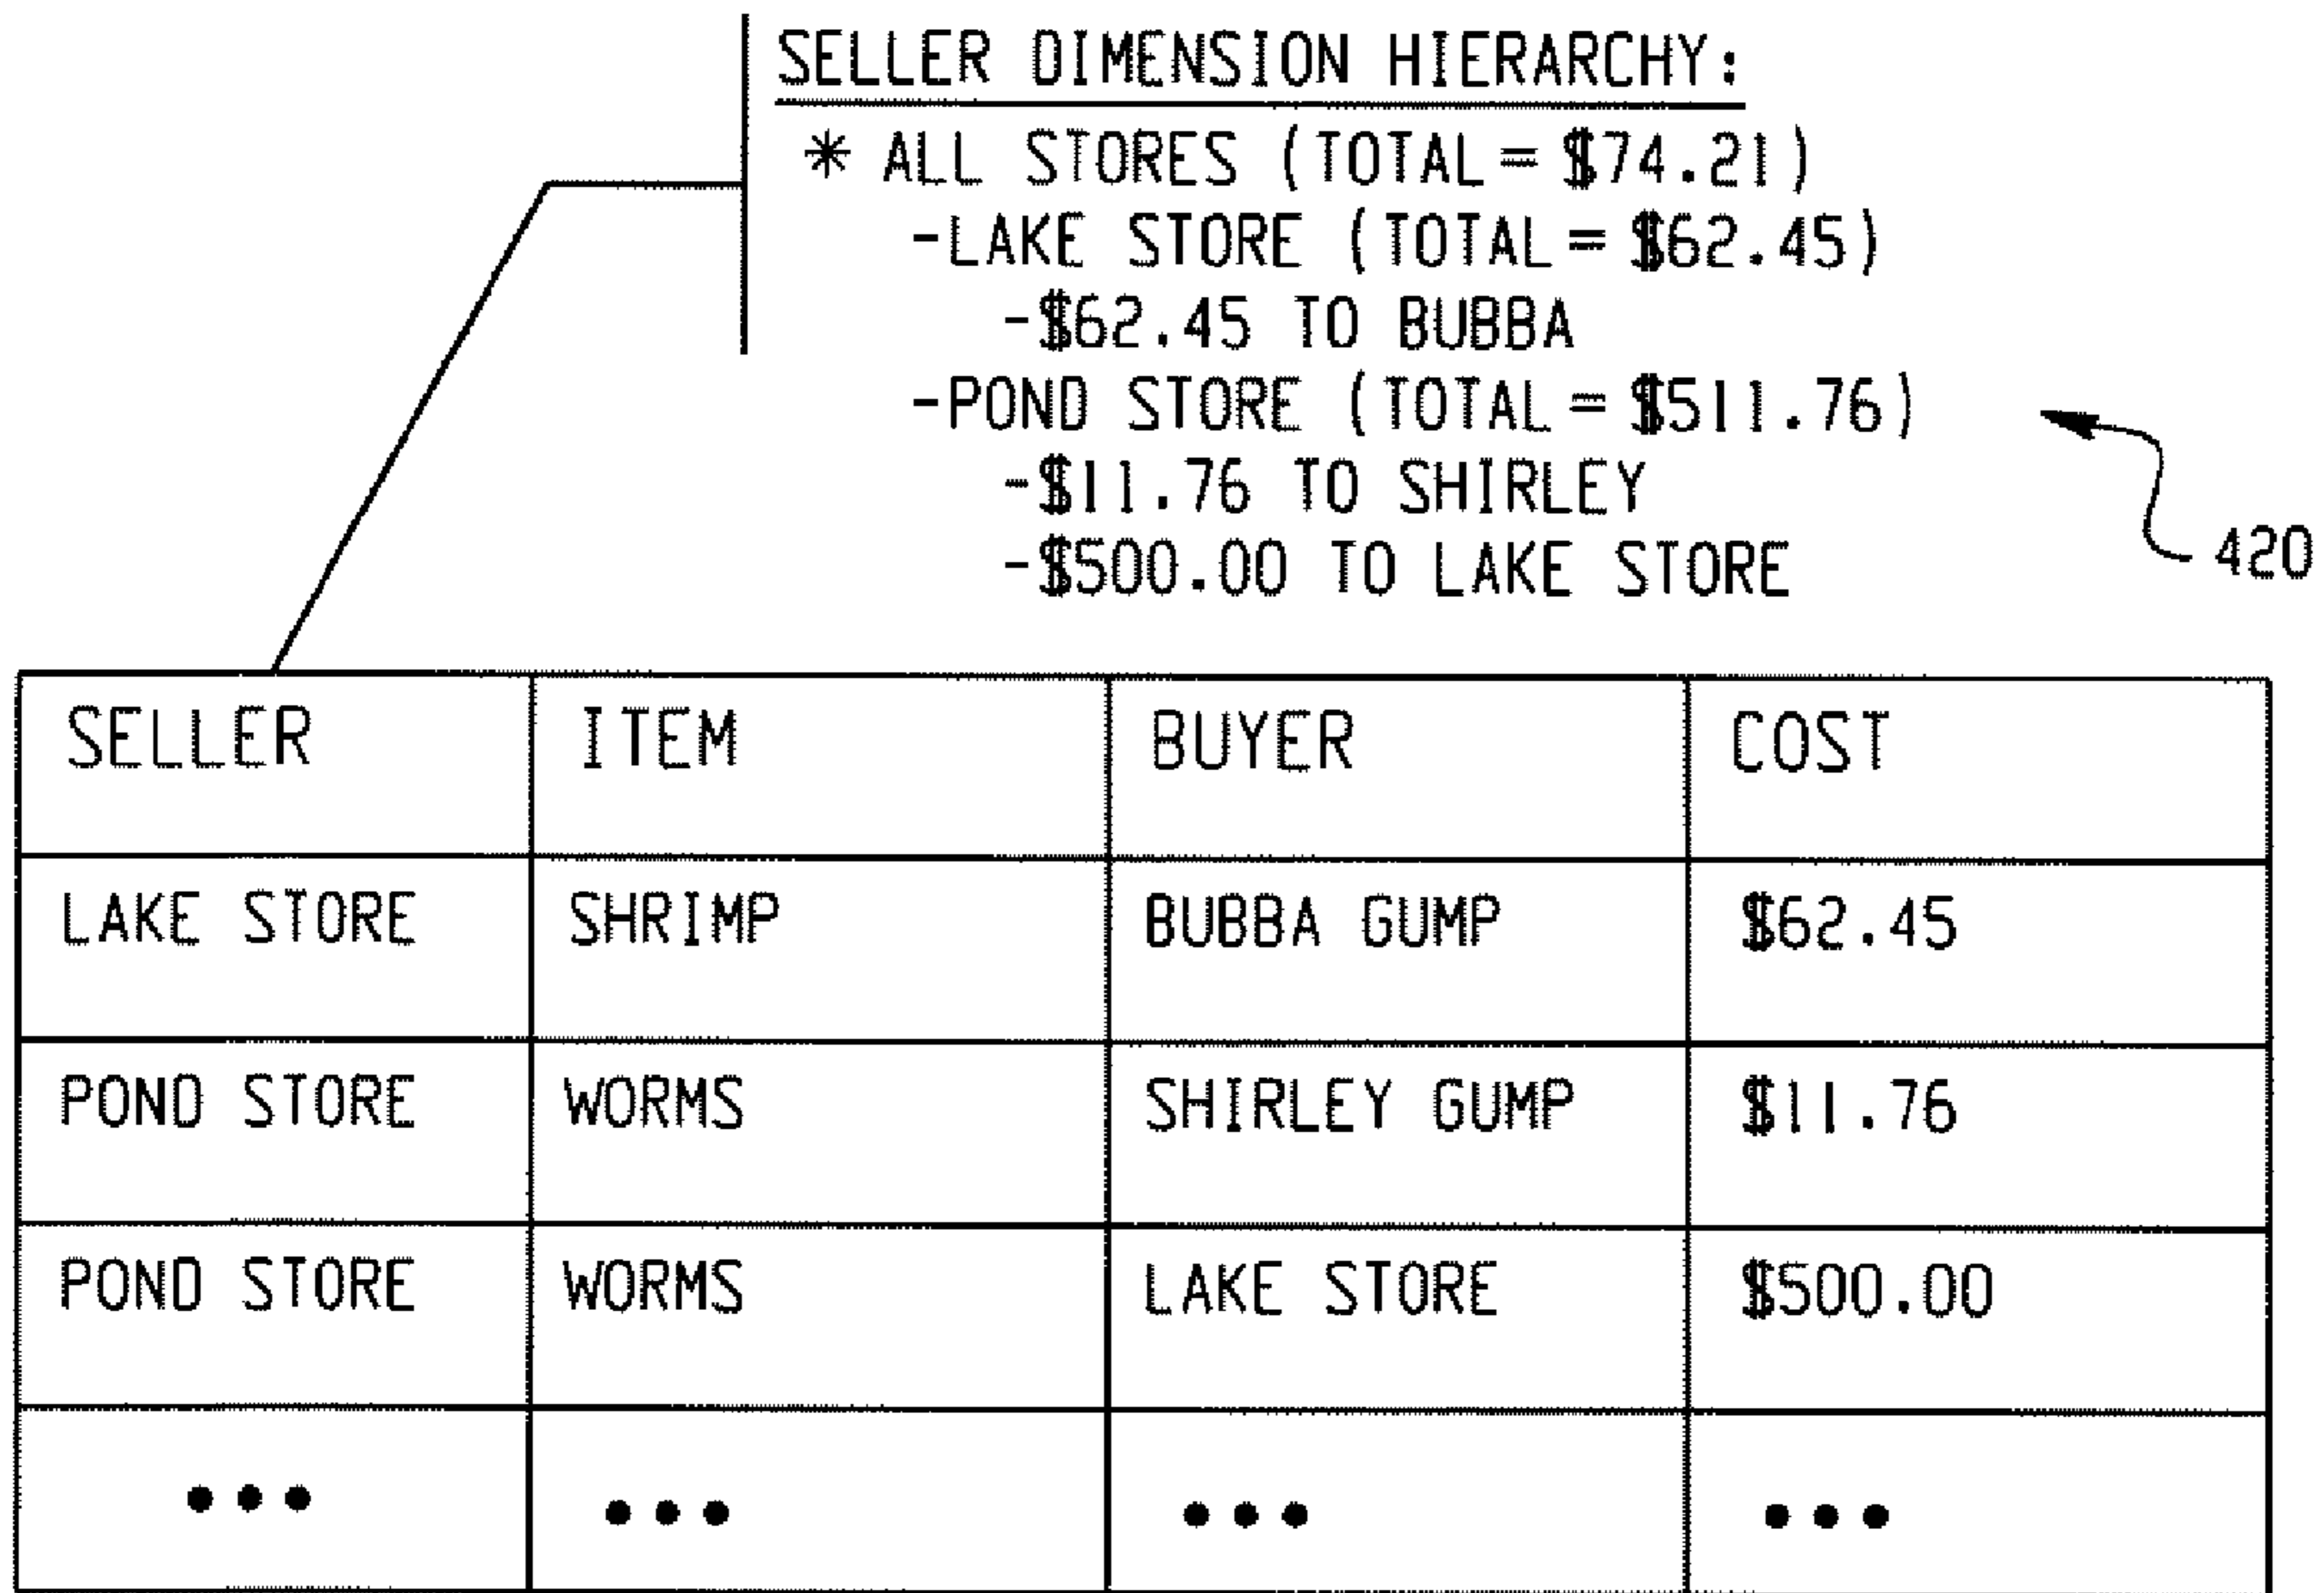 SELLER DIMENSION HIERARCHY:
* ALL STORES (TOTAL = $74.21)
-LAKE STORE (TOTAL = $62.45)
-$62.45 TO BUBBA
-POND STORE (TOTAL = $511.76)
-$11.76 TO SHIRLEY
-$500.00 TO LAKE STORE
420
SELLER ITEM BUYER COST
LAKE STORE SHRIMP BUBBA GUMP $62.45
POND STORE WORMS SHIRLEY GUMP $11.76
POND STORE WORMS LAKE STORE $500.00
••• ••• ••• •••